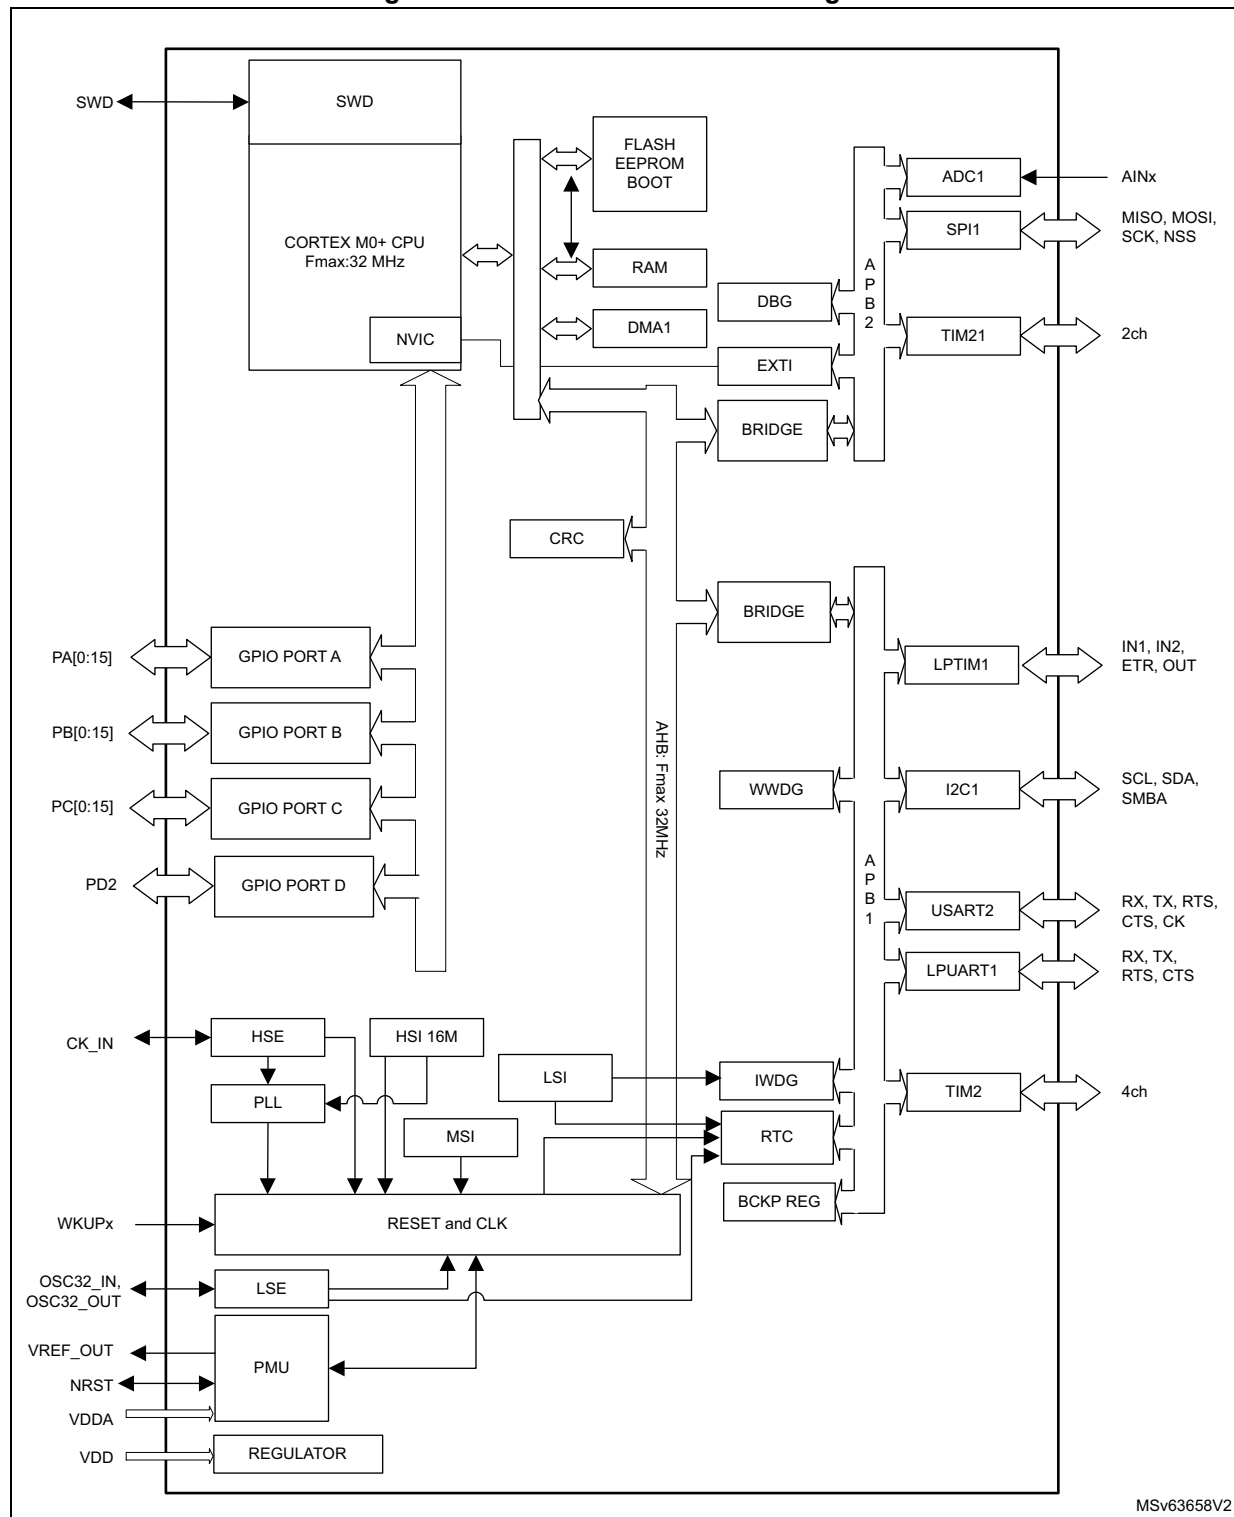 SWD
SWD
FLASH
EEPROM
BOOT
ADC1
AINx
SPI1
MISO, MOSI,
SCK, NSS
CORTEX M0+ CPU
Fmax:32 MHz
RAM
APB2
DBG
DMA1
NVIC
TIM21
2ch
EXTI
BRIDGE
CRC
BRIDGE
PA[0:15]
GPIO PORT A
LPTIM1
IN1, IN2,
ETR, OUT
PB[0:15]
GPIO PORT B
AHB: Fmax 32MHz
PC[0:15]
GPIO PORT C
WWDG
I2C1
SCL, SDA,
SMBA
PD2
GPIO PORT D
APB1
USART2
RX, TX, RTS,
CTS, CK
LPUART1
RX, TX,
RTS, CTS
CK_IN
HSE
HSI 16M
LSI
IWDG
TIM2
4ch
PLL
MSI
RTC
BCKP REG
WKUPx
RESET and CLK
OSC32_IN,
OSC32_OUT
LSE
VREF_OUT
PMU
NRST
VDDA
VDD
REGULATOR
MSv63658V2